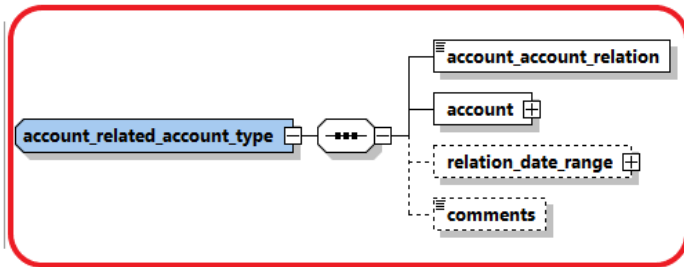 account_account_relation
account
account_related_account_type
relation_date_range
comments